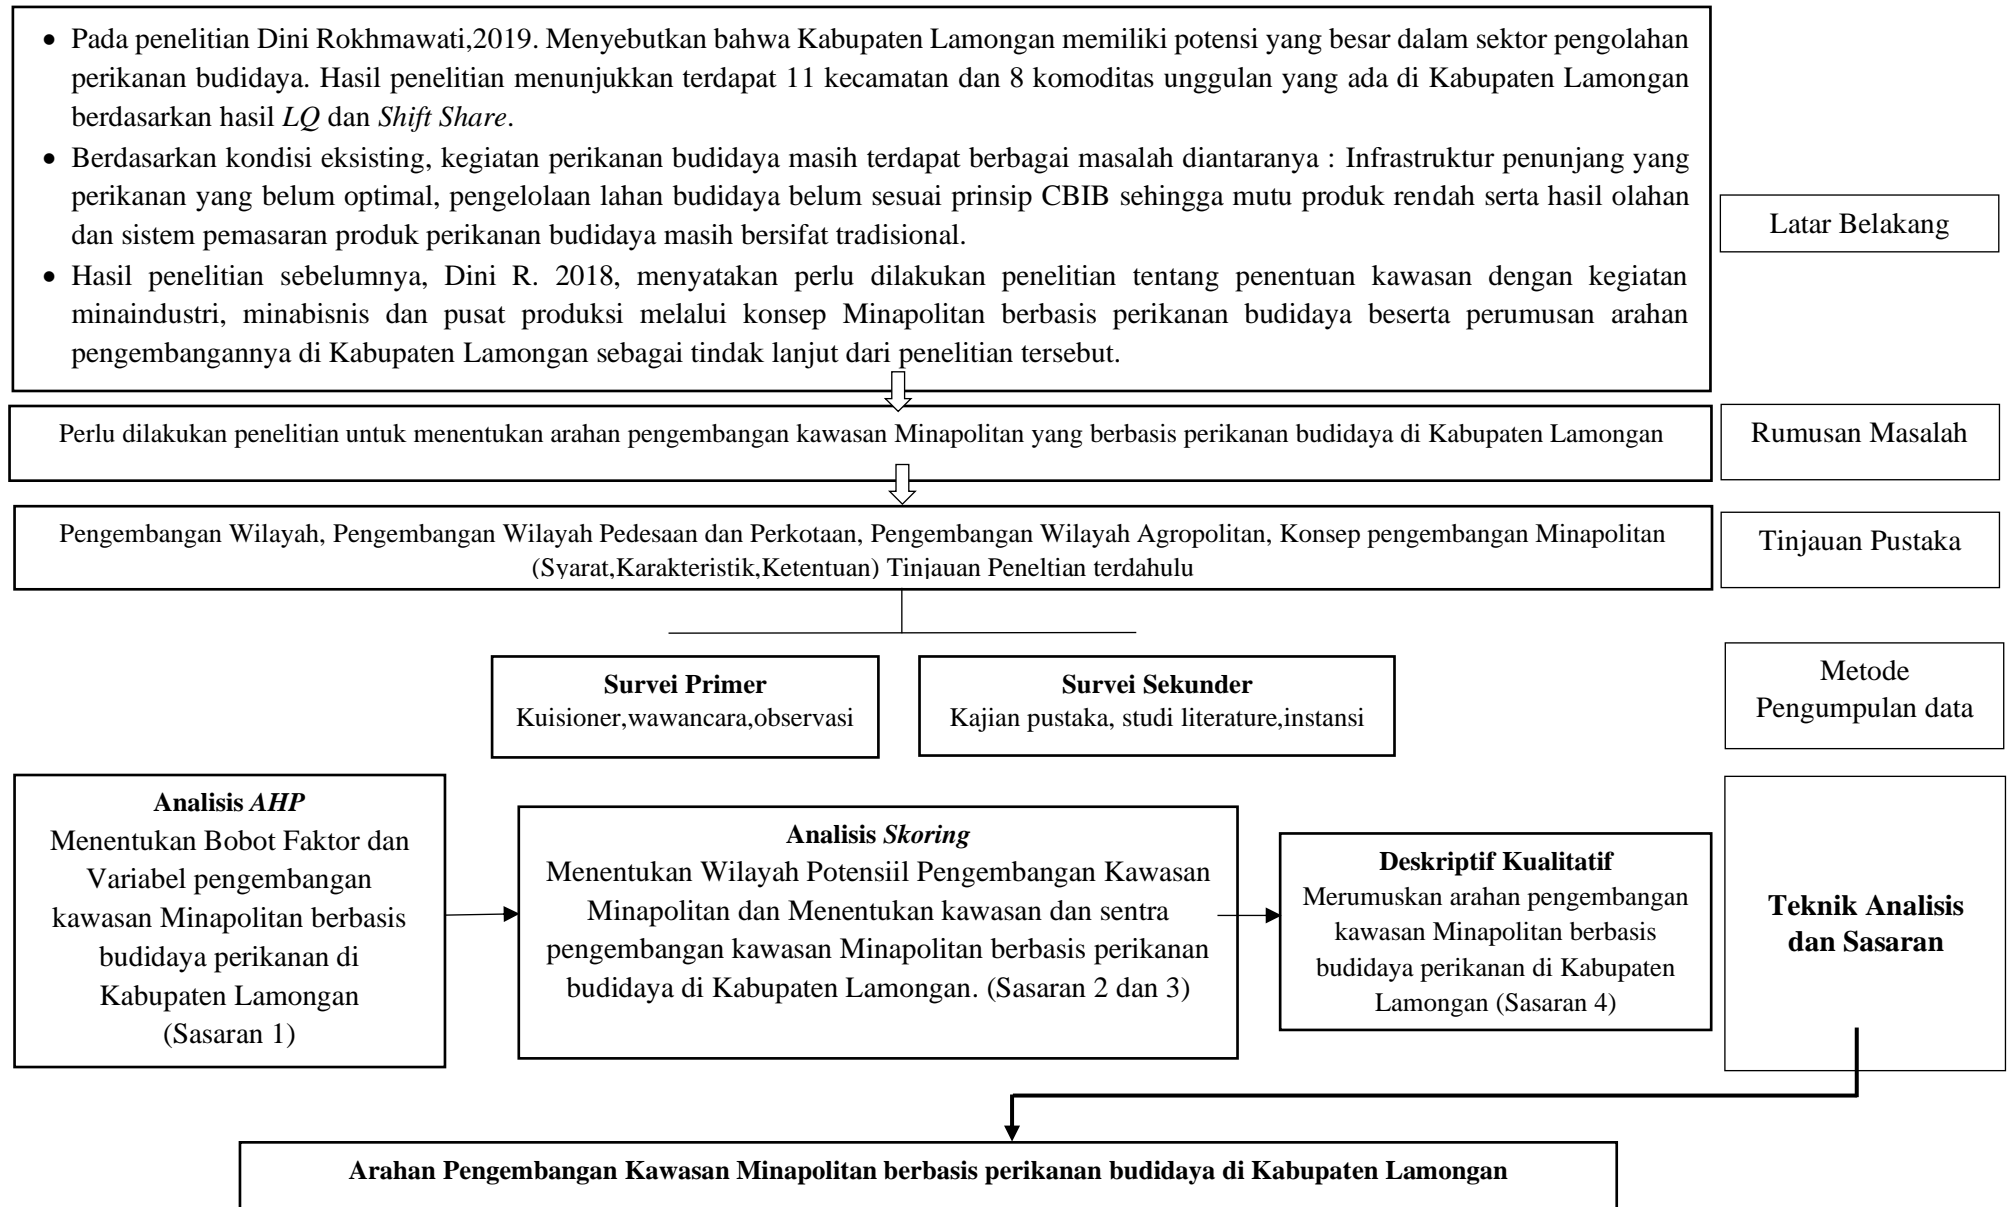 • Pada penelitian Dini Rokhmawati,2019. Menyebutkan bahwa Kabupaten Lamongan memiliki potensi yang besar dalam sektor pengolahan
perikanan budidaya. Hasil penelitian menunjukkan terdapat 11 kecamatan dan 8 komoditas unggulan yang ada di Kabupaten Lamongan
berdasarkan hasil LQ dan Shift Share.
• Berdasarkan kondisi eksisting, kegiatan perikanan budidaya masih terdapat berbagai masalah diantaranya : Infrastruktur penunjang yang
perikanan yang belum optimal, pengelolaan lahan budidaya belum sesuai prinsip CBIB sehingga mutu produk rendah serta hasil olahan
dan sistem pemasaran produk perikanan budidaya masih bersifat tradisional.
• Hasil penelitian sebelumnya, Dini R. 2018, menyatakan perlu dilakukan penelitian tentang penentuan kawasan dengan kegiatan
minaindustri, minabisnis dan pusat produksi melalui konsep Minapolitan berbasis perikanan budidaya beserta perumusan arahan
pengembangannya di Kabupaten Lamongan sebagai tindak lanjut dari penelitian tersebut.
Latar Belakang
Perlu dilakukan penelitian untuk menentukan arahan pengembangan kawasan Minapolitan yang berbasis perikanan budidaya di Kabupaten Lamongan
Rumusan Masalah
Pengembangan Wilayah, Pengembangan Wilayah Pedesaan dan Perkotaan, Pengembangan Wilayah Agropolitan, Konsep pengembangan Minapolitan
(Syarat,Karakteristik,Ketentuan) Tinjauan Peneltian terdahulu
Tinjauan Pustaka
Survei Primer
Kuisioner,wawancara,observasi
Survei Sekunder
Kajian pustaka, studi literature,instansi
Metode
Pengumpulan data
Analisis AHP
Menentukan Bobot Faktor dan
Variabel pengembangan
kawasan Minapolitan berbasis
budidaya perikanan di
Kabupaten Lamongan
(Sasaran 1)
Analisis Skoring
Menentukan Wilayah Potensiil Pengembangan Kawasan
Minapolitan dan Menentukan kawasan dan sentra
pengembangan kawasan Minapolitan berbasis perikanan
budidaya di Kabupaten Lamongan. (Sasaran 2 dan 3)
Deskriptif Kualitatif
Merumuskan arahan pengembangan
kawasan Minapolitan berbasis
budidaya perikanan di Kabupaten
Lamongan (Sasaran 4)
Teknik Analisis
dan Sasaran
Arahan Pengembangan Kawasan Minapolitan berbasis perikanan budidaya di Kabupaten Lamongan